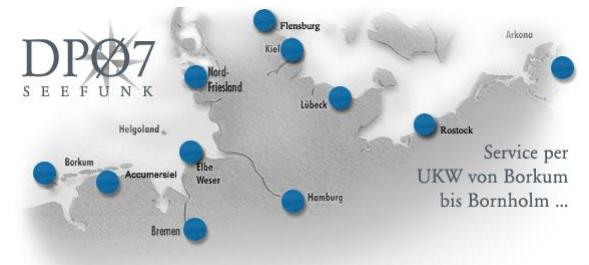 DPØ7
SEEFUNK
Flensburg
Kiel
Arkona
Nord-
Friesland
Lübeck
Rostock
Helgoland
Borkum
Accumersiel
Elbe
Weser
Hamburg
Bremen
Service per
UKW von Borkum
bis Bornholm ...